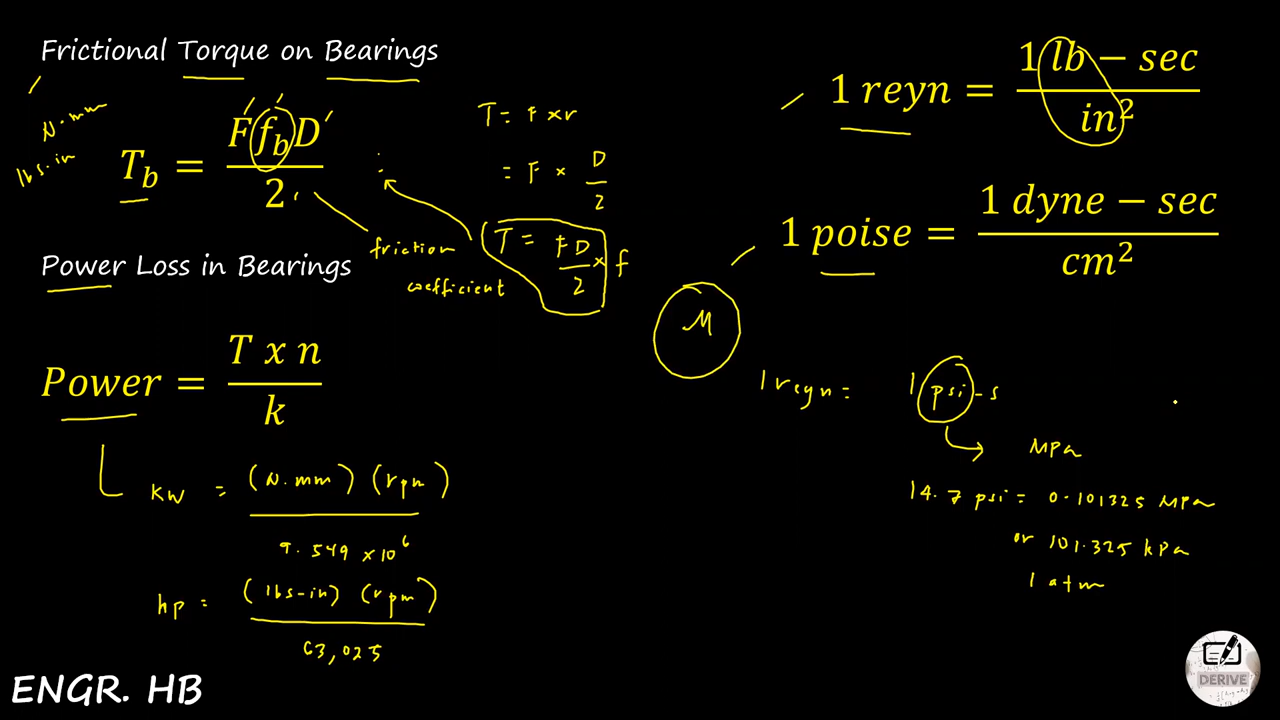 Frictional Torque on Bearings
N.mm
lbs.in
T_b = F f_b D / 2
T = F x r
= F x D / 2
T = F D / 2 x f
friction
coefficient
Power Loss in Bearings
Power = T x n / k
kW = (N.mm) (rpm) / 9.549 x 10^6
hp = (lbs-in) (rpm) / 63,025
ENGR. HB
1 reyn = 1 lb − sec / in²
1 poise = 1 dyne − sec / cm²
μ
1 reyn = 1 psi - s
MPa
14.7 psi = 0.101325 MPa
or 101.325 kPa
1 atm
DERIVE